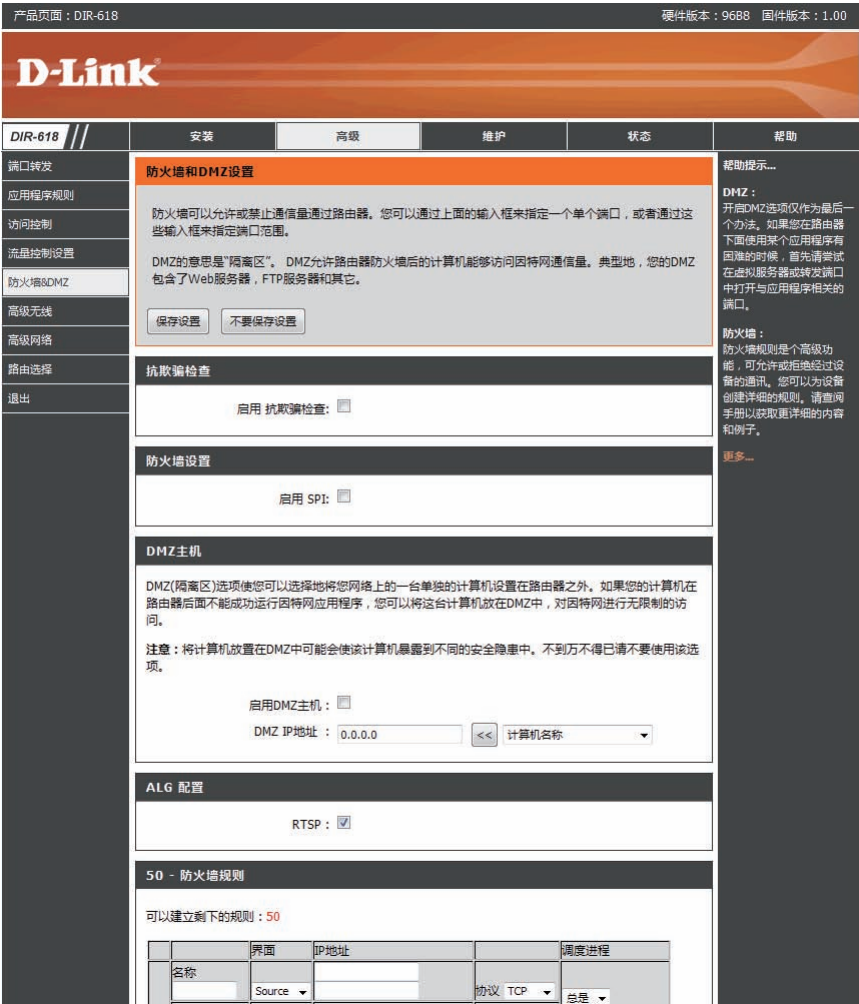 产品页面：DIR-618
硬件版本：96B8 固件版本：1.00
D-Link
DIR-618
安装
高级
维护
状态
帮助
端口转发
应用程序规则
访问控制
流量控制设置
防火墙&DMZ
高级无线
高级网络
路由选择
退出
防火墙和DMZ设置
防火墙可以允许或禁止通信量通过路由器。您可以通过上面的输入框来指定一个单个端口，或者通过这
些输入框来指定端口范围。
DMZ的意思是“隔离区”。 DMZ允许路由器防火墙后的计算机能够访问因特网通信量。典型地，您的DMZ
包含了Web服务器，FTP服务器和其它。
保存设置
不要保存设置
抗欺骗检查
启用 抗欺骗检查:
防火墙设置
启用 SPI:
DMZ主机
DMZ(隔离区)选项使您可以选择地将您网络上的一台单独的计算机设置在路由器之外。如果您的计算机在
路由器后面不能成功运行因特网应用程序，您可以将这台计算机放在DMZ中，对因特网进行无限制的访
问。
注意：将计算机放置在DMZ中可能会使该计算机暴露到不同的安全隐患中。不到万不得已请不要使用该选
项。
启用DMZ主机：
DMZ IP地址 ： 0.0.0.0 << 计算机名称
ALG 配置
RTSP：
50 - 防火墙规则
可以建立剩下的规则：50
界面 IP地址 调度进程
名称
Source 协议 TCP 总是
帮助提示...
DMZ：
开启DMZ选项仅作为最后一
个办法。如果您在路由器
下面使用某个应用程序有
困难的时候，首先请尝试
在虚拟服务器或转发端口
中打开与应用程序相关的
端口。
防火墙：
防火墙规则是个高级功
能，可允许或拒绝经过设
备的通讯。您可以为设备
创建详细的规则。请查阅
手册以获取更详细的内容
和例子。
更多...